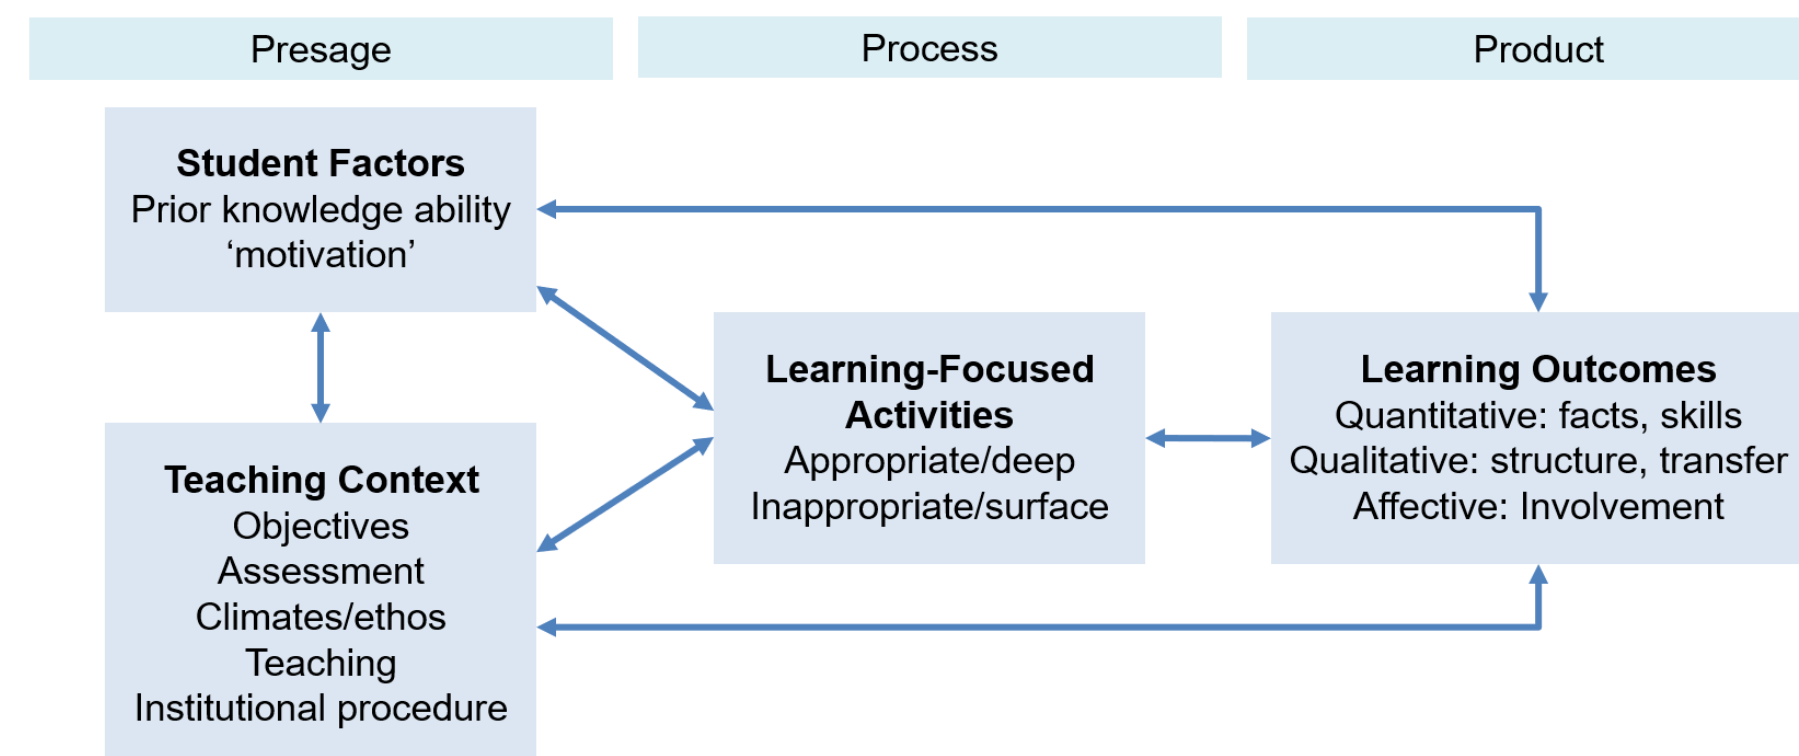 Presage
Process
Product
Student Factors
Prior knowledge ability
‘motivation’
Teaching Context
Objectives
Assessment
Climates/ethos
Teaching
Institutional procedure
Learning-Focused
Activities
Appropriate/deep
Inappropriate/surface
Learning Outcomes
Quantitative: facts, skills
Qualitative: structure, transfer
Affective: Involvement